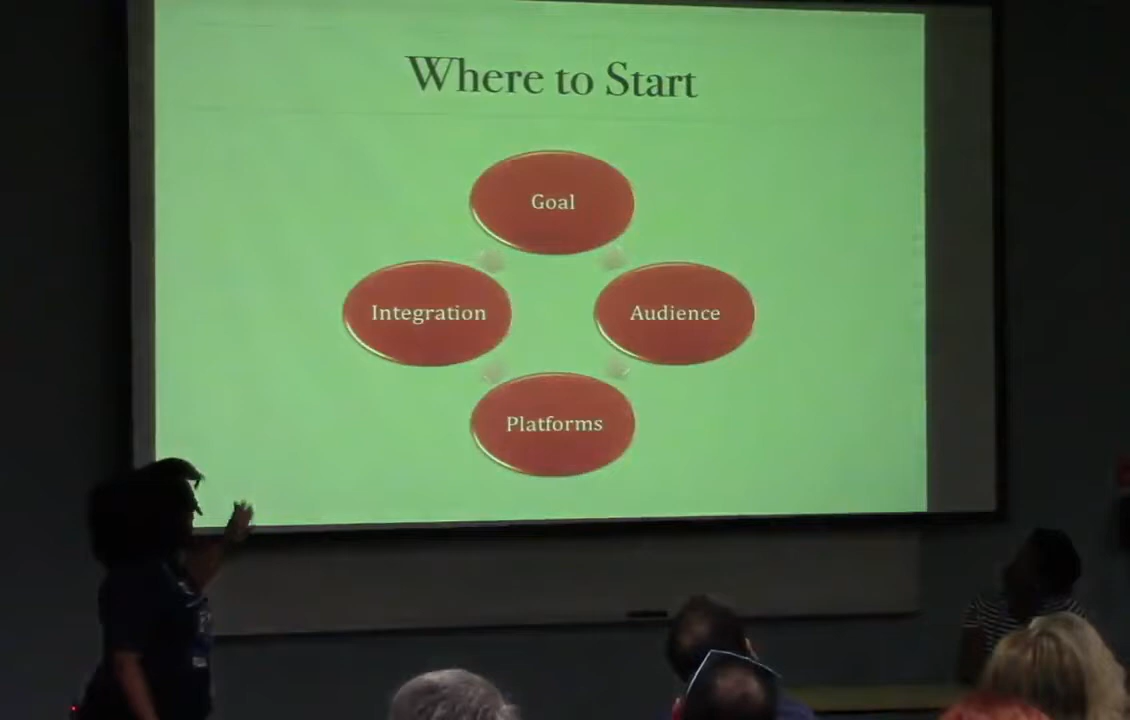 Where to Start
Goal
Integration
Audience
Platforms